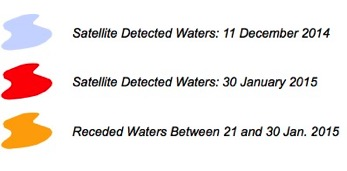 Satellite Detected Waters: 11 December 2014
Satellite Detected Waters: 30 January 2015
Receded Waters Between 21 and 30 Jan. 2015